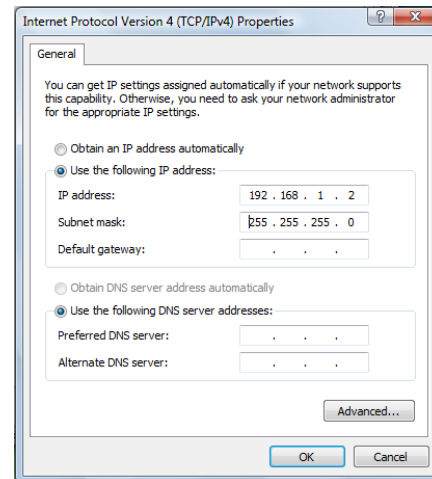 Internet Protocol Version 4 (TCP/IPv4) Properties
General
You can get IP settings assigned automatically if your network supports
this capability. Otherwise, you need to ask your network administrator
for the appropriate IP settings.
Obtain an IP address automatically
Use the following IP address:
IP address: 192 . 168 . 1 . 2
Subnet mask: 255 . 255 . 255 . 0
Default gateway: . . .
Obtain DNS server address automatically
Use the following DNS server addresses:
Preferred DNS server: . . .
Alternate DNS server: . . .
Advanced...
OK Cancel